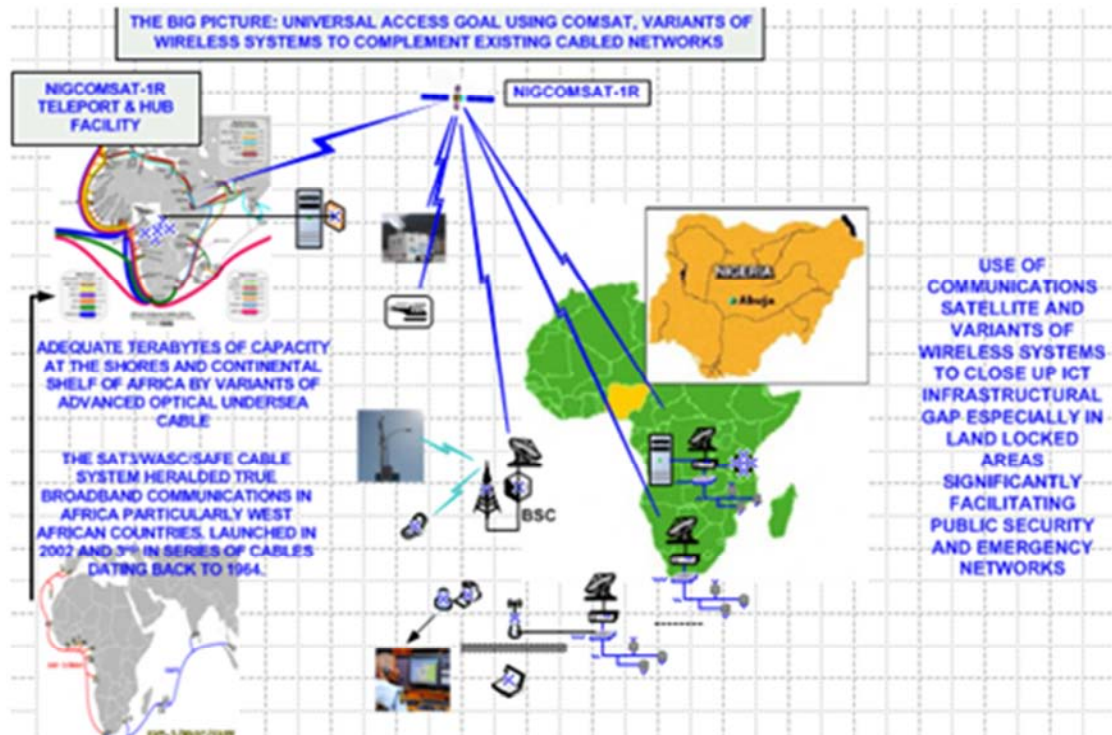 THE BIG PICTURE: UNIVERSAL ACCESS GOAL USING COMSAT, VARIANTS OF
WIRELESS SYSTEMS TO COMPLEMENT EXISTING CABLED NETWORKS
NIGCOMSAT-1R
TELEPORT & HUB
FACILITY
NIGCOMSAT-1R
NIGERIA
Abuja
ADEQUATE TERABYTES OF CAPACITY
AT THE SHORES AND CONTINENTAL
SHELF OF AFRICA BY VARIANTS OF
ADVANCED OPTICAL UNDERSEA
CABLE
THE SAT3/WASC/SAFE CABLE
SYSTEM HERALDED TRUE
BROADBAND COMMUNICATIONS IN
AFRICA PARTICULARLY WEST
AFRICAN COUNTRIES. LAUNCHED IN
2002 AND 3RD IN SERIES OF CABLES
DATING BACK TO 1964.
BSC
USE OF
COMMUNICATIONS
SATELLITE AND
VARIANTS OF
WIRELESS SYSTEMS
TO CLOSE UP ICT
INFRASTRUCTURAL
GAP ESPECIALLY IN
LAND LOCKED
AREAS
SIGNIFICANTLY
FACILITATING
PUBLIC SECURITY
AND EMERGENCY
NETWORKS